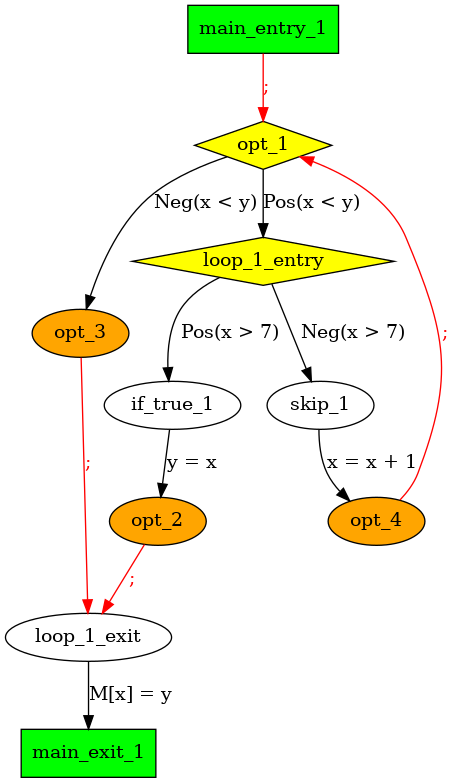 main_entry_1
;
opt_1
Neg(x < y)
Pos(x < y)
loop_1_entry
opt_3
Pos(x > 7)
Neg(x > 7)
;
if_true_1
skip_1
;
y = x
x = x + 1
opt_2
opt_4
;
loop_1_exit
M[x] = y
main_exit_1